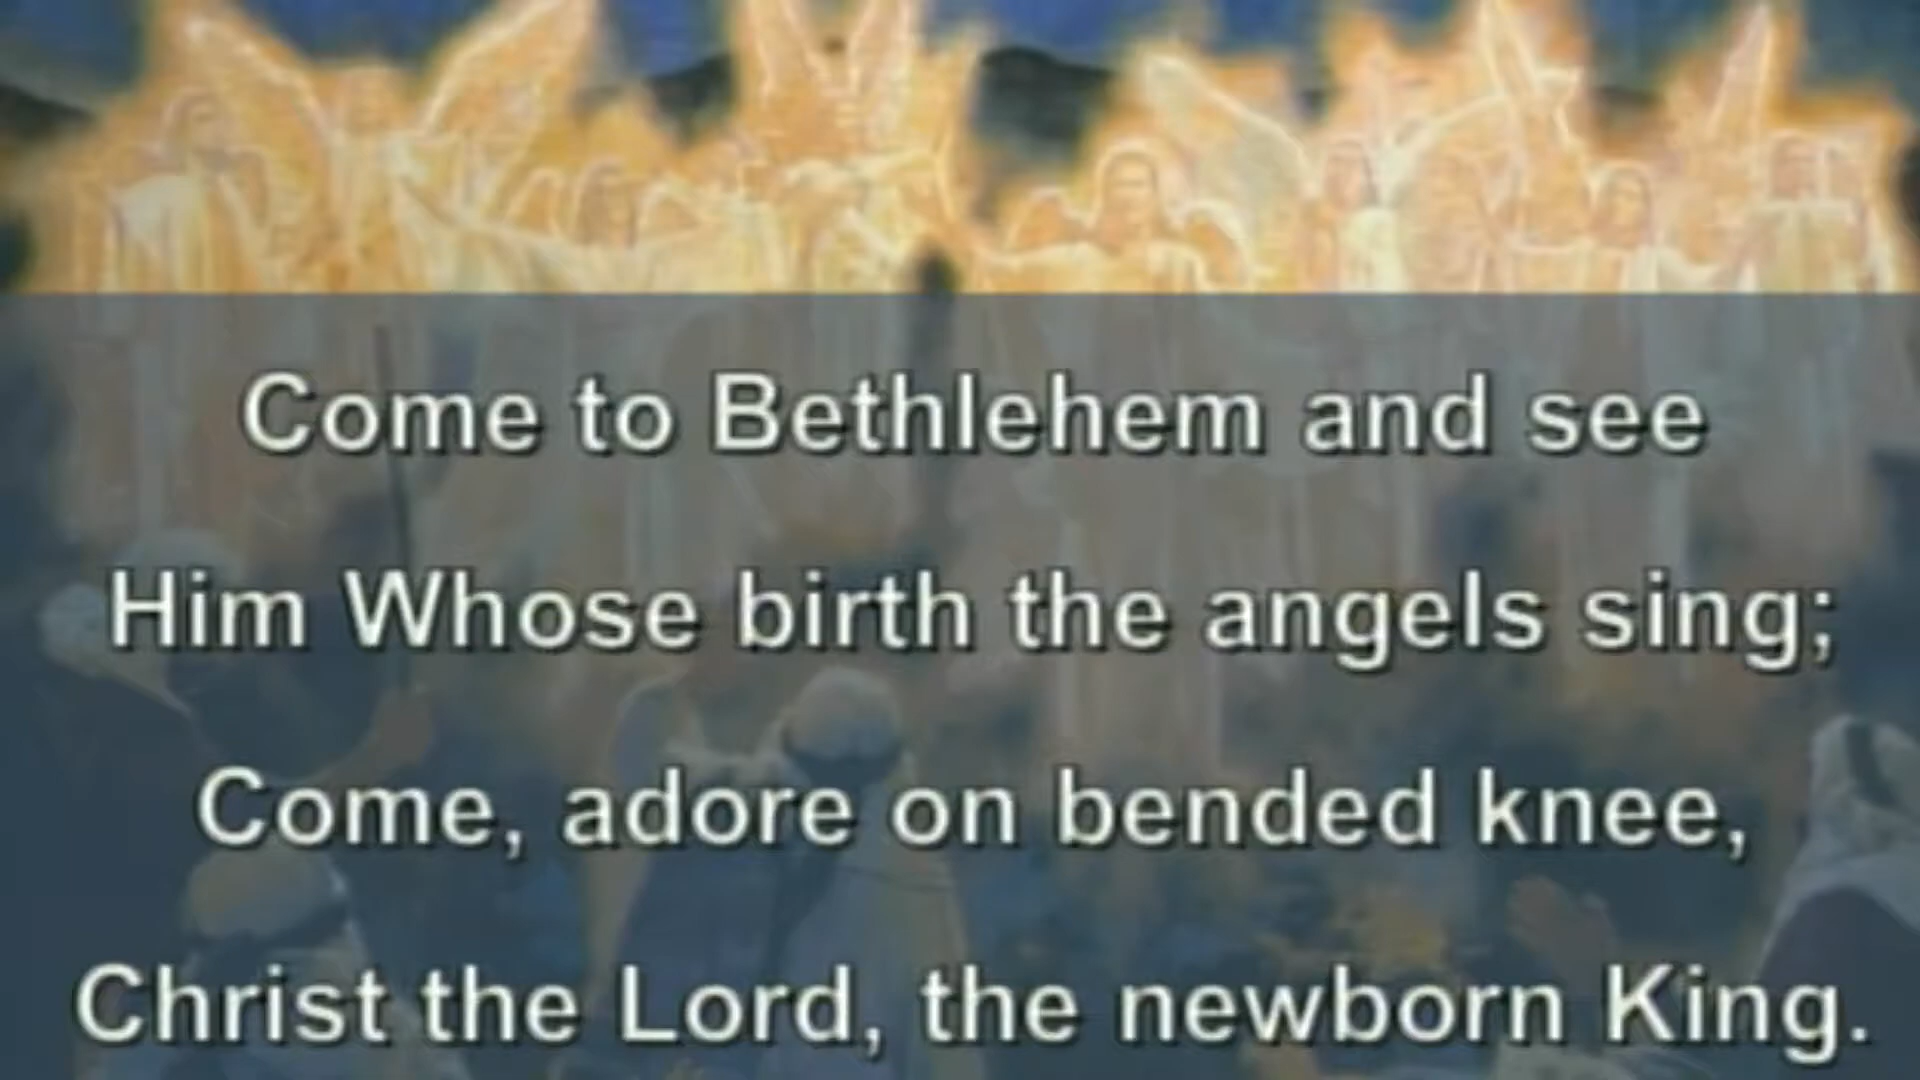 Come to Bethlehem and see
Him Whose birth the angels sing;
Come, adore on bended knee,
Christ the Lord, the newborn King.